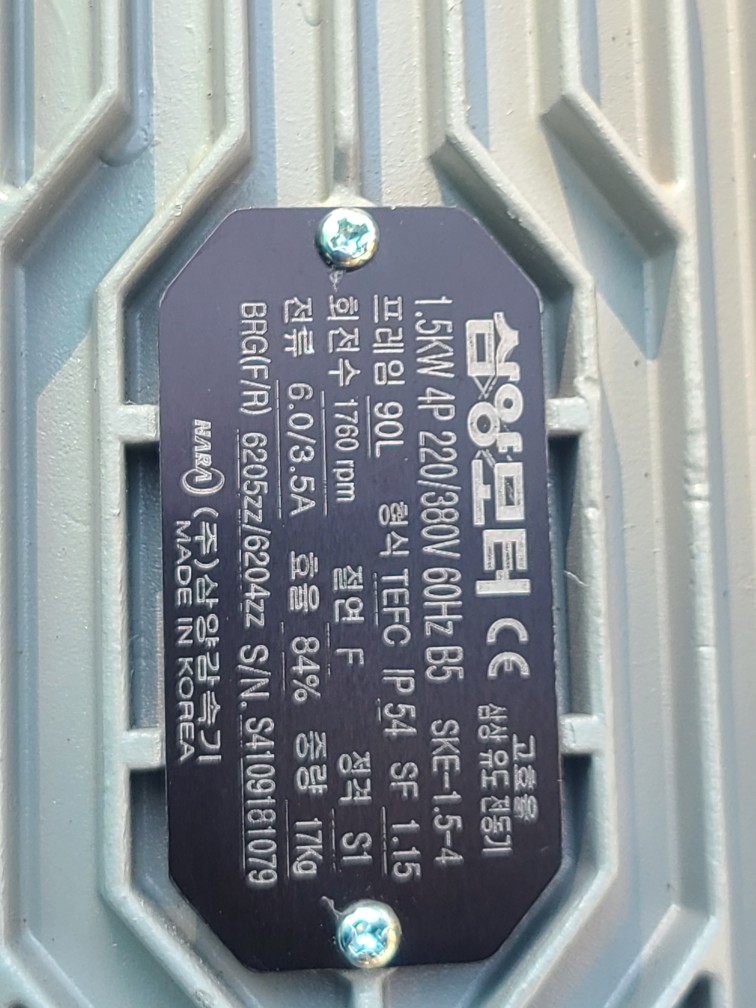 삼양모터 CE 고효율
삼상 유도 전동기
1.5KW 4P 220/380V 60Hz B5 SKE-1.5-4
프레임 90L 형식 TEFC IP 54 SF 1.15
회전수 1760 rpm 절연 F 정격 S1
전류 6.0/3.5A 효율 84% 중량 17Kg
BRG(F/R) 6205zz/6204zz S/N. S4109181079
NARA (주)삼양감속기
MADE IN KOREA